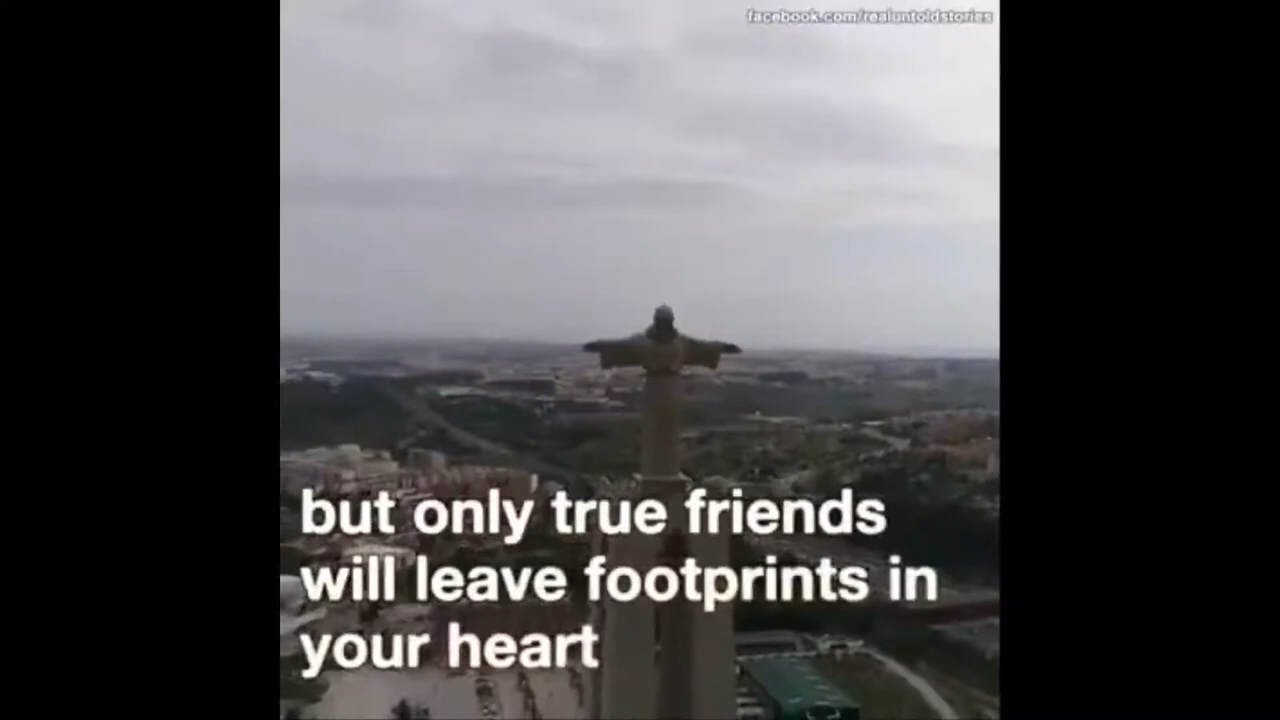 facebook.com/realuntoldstories
but only true friends
will leave footprints in
your heart